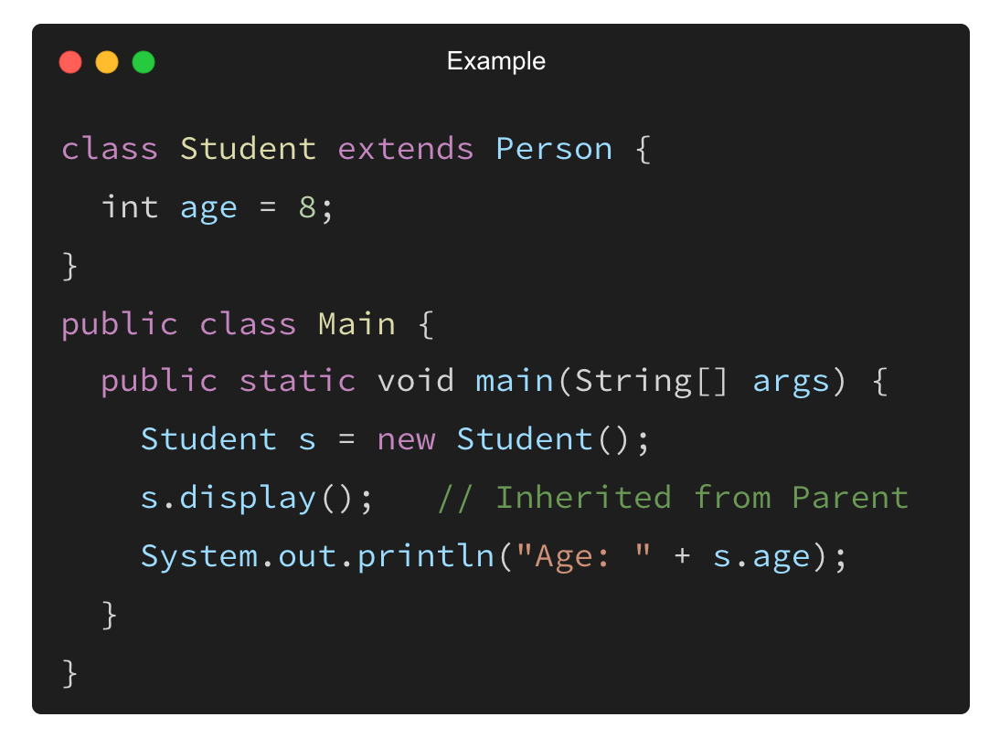 Example
class Student extends Person {
  int age = 8;
}
public class Main {
  public static void main(String[] args) {
    Student s = new Student();
    s.display();   // Inherited from Parent
    System.out.println("Age: " + s.age);
  }
}